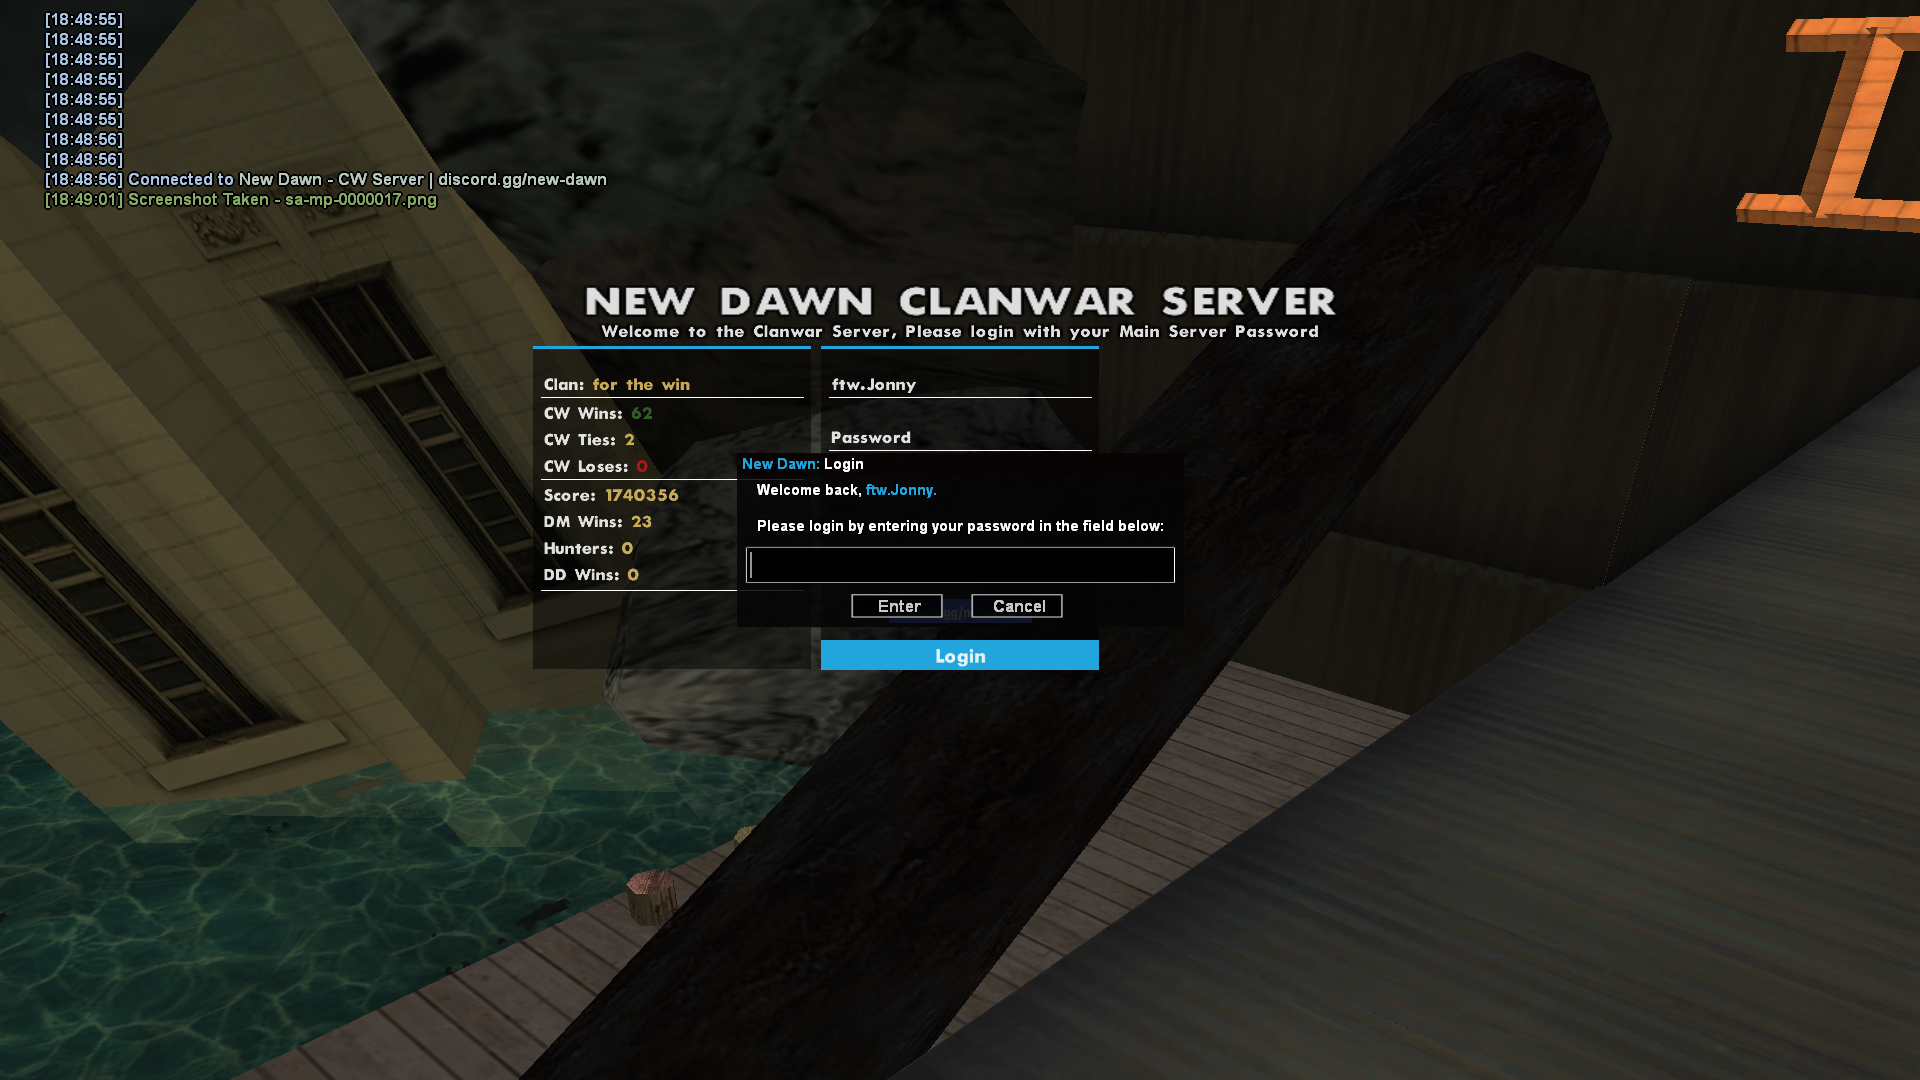 [18:48:55]
[18:48:55]
[18:48:55]
[18:48:55]
[18:48:55]
[18:48:55]
[18:48:56]
[18:48:56]
[18:48:56] Connected to New Dawn - CW Server | discord.gg/new-dawn
[18:49:01] Screenshot Taken - sa-mp-0000017.png
NEW DAWN CLANWAR SERVER
Welcome to the Clanwar Server, Please login with your Main Server Password
Clan: for the win
CW Wins: 62
CW Ties: 2
CW Loses: 0
Score: 1740356
DM Wins: 23
Hunters: 0
DD Wins: 0
ftw.Jonny
Password
New Dawn: Login
Welcome back, ftw.Jonny.
Please login by entering your password in the field below:
Enter
Cancel
Login